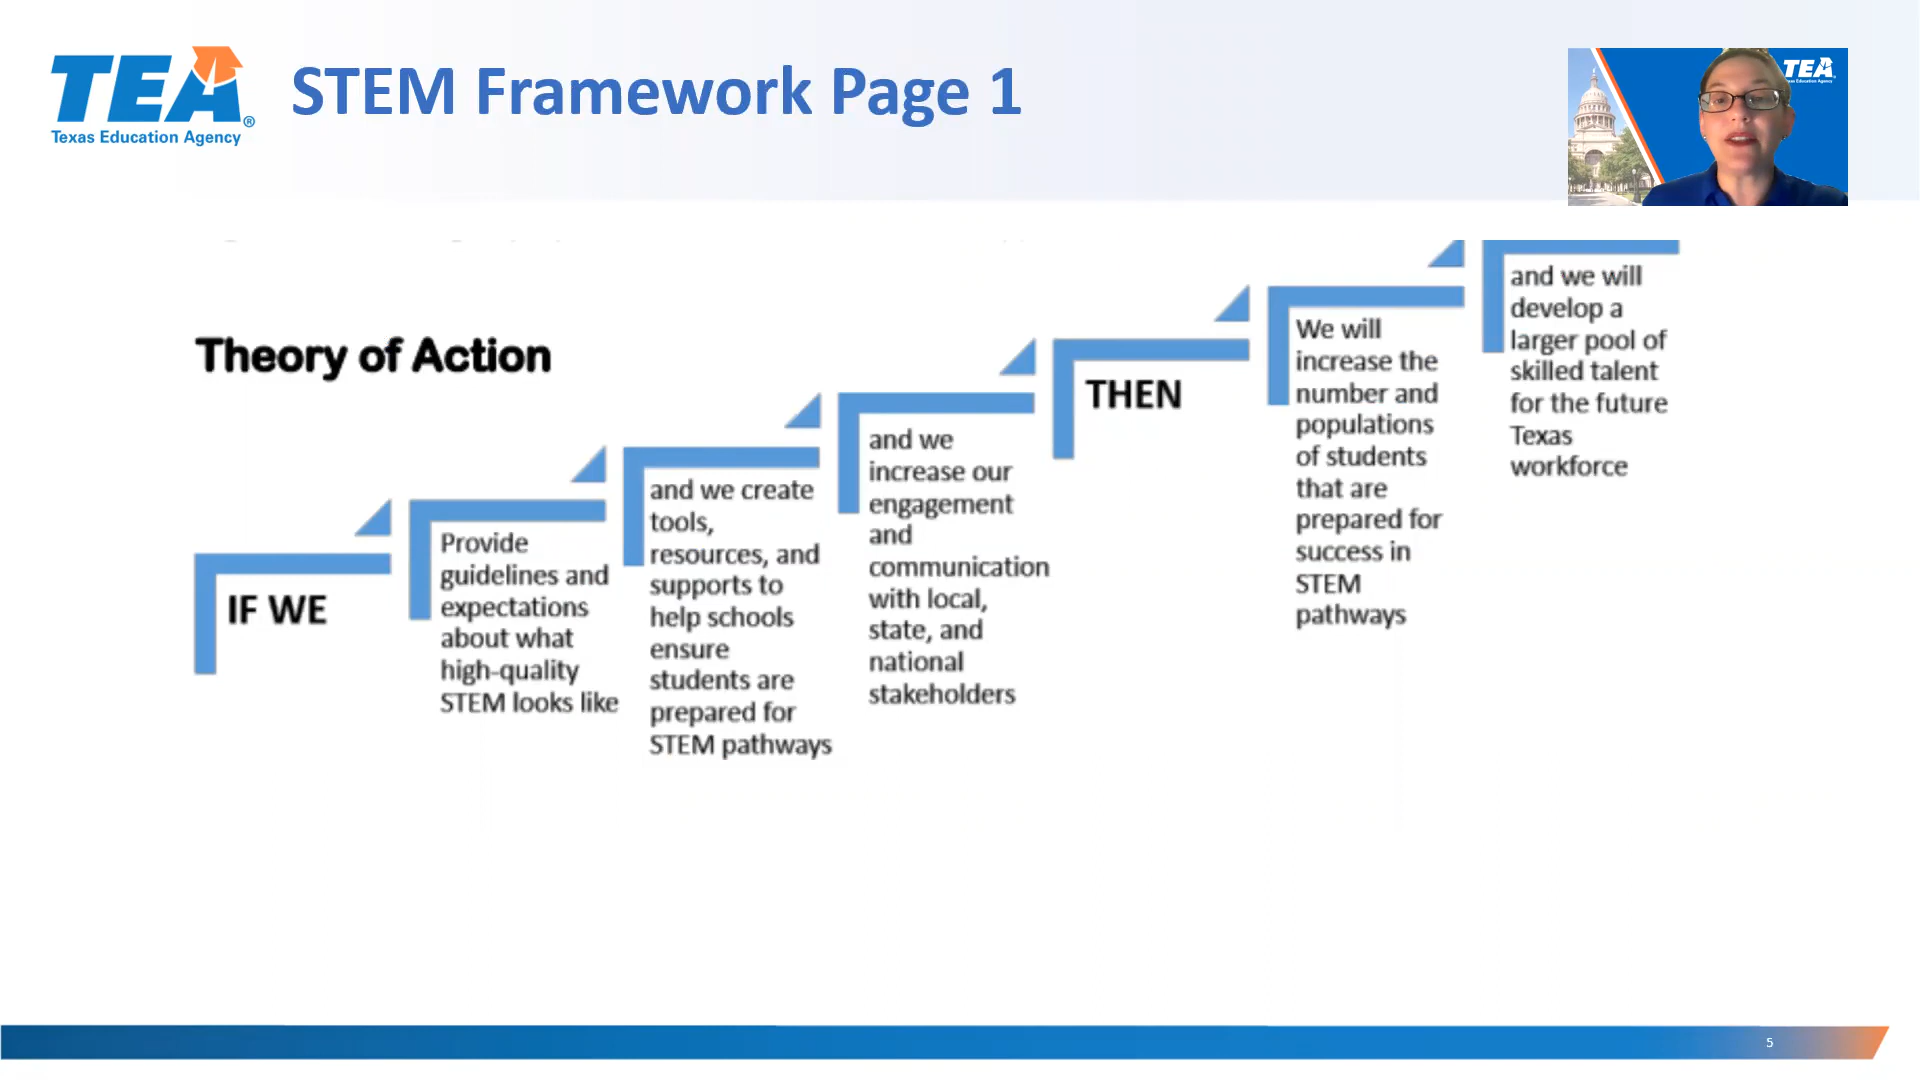 TEA®
Texas Education Agency
STEM Framework Page 1
TEA
Texas Education Agency
Theory of Action
IF WE
Provide
guidelines and
expectations
about what
high-quality
STEM looks like
and we create
tools,
resources, and
supports to
help schools
ensure
students are
prepared for
STEM pathways
and we
increase our
engagement
and
communication
with local,
state, and
national
stakeholders
THEN
We will
increase the
number and
populations
of students
that are
prepared for
success in
STEM
pathways
and we will
develop a
larger pool of
skilled talent
for the future
Texas
workforce
5